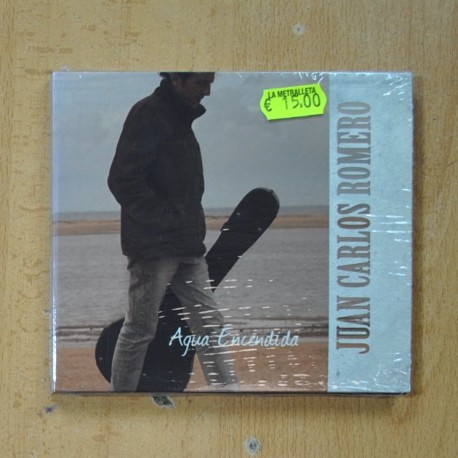 LA METRALLETA
€ 15.00
JUAN CARLOS ROMERO
Agua Encendida